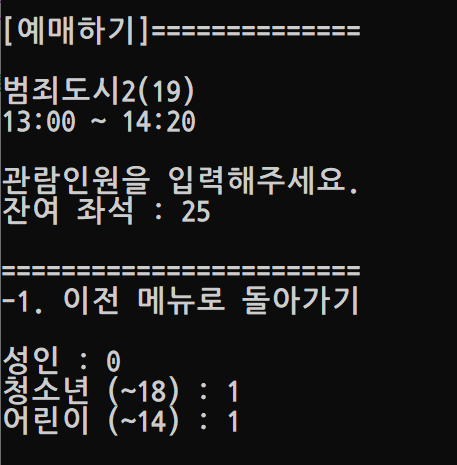 [예매하기]==============
범죄도시2(19)
13:00 ~ 14:20
관람인원을 입력해주세요.
잔여 좌석 : 25
========================
-1. 이전 메뉴로 돌아가기
성인 : 0
청소년 (~18) : 1
어린이 (~14) : 1